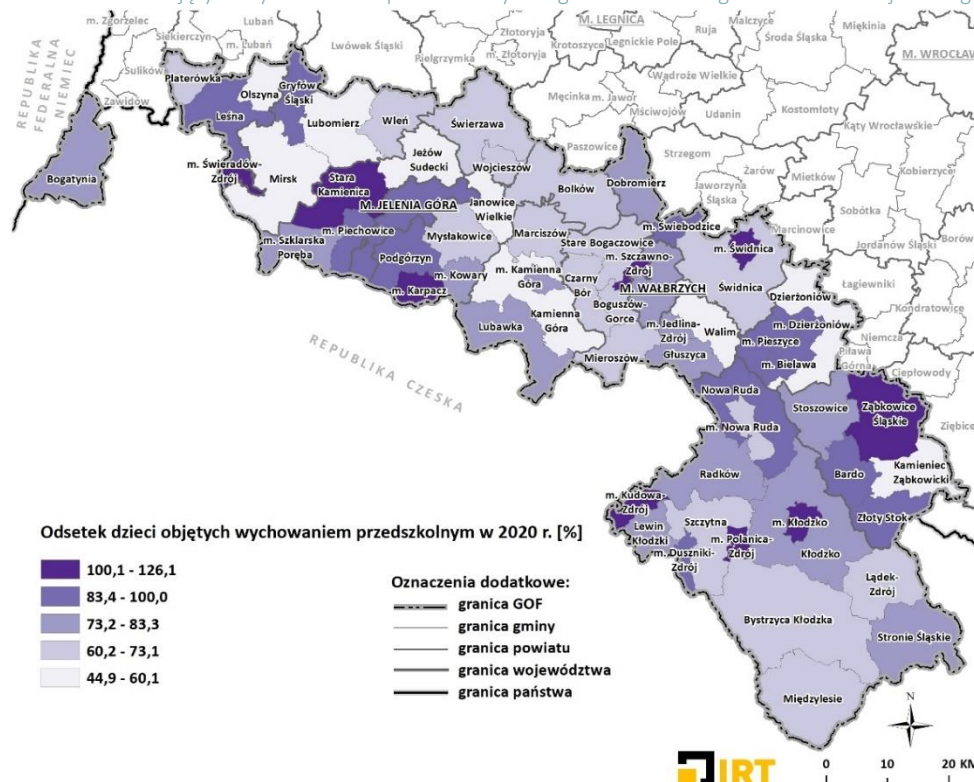 m. Zgorzelec
Lubań
Siekierczyn
m. Lubań
Sulików
Zawidów
Lwówek Śląski
Pielgrzymka
Złotoryja
m. Złotoryja
M. LEGNICA
Krotoszyce
Legnickie Pole
Ruja
Malczyce
Środa Śląska
Miękinia
M. WROCŁAW
Wądroże Wielkie
Męcinka
m. Jawor
Mściwojów
Udanin
Kostomłoty
Kąty Wrocławskie
Kobierzyce
Paszowice
Strzegom
Żarów
Mietków
Jaworzyna
Śląska
Sobótka
Marcinowice
Jordanów Śląski
Borów
Łagiewniki
Kondratowice
Niemcza
Piława
Górna
Ciepłowody
Ziębice
REPUBLIKA
FEDERALNA
NIEMIEC
REPUBLIKA CZESKA
Platerówka
Olszyna
Gryfów
Śląski
Leśna
Lubomierz
Wleń
Świerzawa
Bogatynia
m. Świeradów-
Zdrój
Mirsk
Stara
Kamienica
Jeżów
Sudecki
Wojcieszów
Bolków
Dobromierz
M. JELENIA GÓRA
Janowice
Wielkie
m. Piechowice
Mysłakowice
Marciszów
m. Szklarska
Poręba
Podgórzyn
m. Karpacz
m. Kowary
m. Kamienna
Góra
Kamienna
Góra
Lubawka
Stare Bogaczowice
m. Świebodzice
m. Szczawno-
Zdrój
Czarny
Bór
M. WAŁBRZYCH
Boguszów-
Gorce
Mieroszów
m. Jedlina-
Zdrój
Głuszyca
Walim
m. Świdnica
Świdnica
Dzierżoniów
m. Dzierżoniów
m. Pieszyce
m. Bielawa
Nowa Ruda
m. Nowa Ruda
Stoszowice
Ząbkowice
Śląskie
Bardo
Kamieniec
Ząbkowicki
Złoty Stok
Radków
m. Kudowa-
Zdrój
Lewin
Kłodzki
Szczytna
m. Duszniki-
Zdrój
m. Polanica-
Zdrój
m. Kłodzko
Kłodzko
Lądek-
Zdrój
Bystrzyca Kłodzka
Stronie Śląskie
Międzylesie
Odsetek dzieci objętych wychowaniem przedszkolnym w 2020 r. [%]
100,1 - 126,1
83,4 - 100,0
73,2 - 83,3
60,2 - 73,1
44,9 - 60,1
Oznaczenia dodatkowe:
granica GOF
granica gminy
granica powiatu
granica województwa
granica państwa
N
IRT
0 10 20 KM